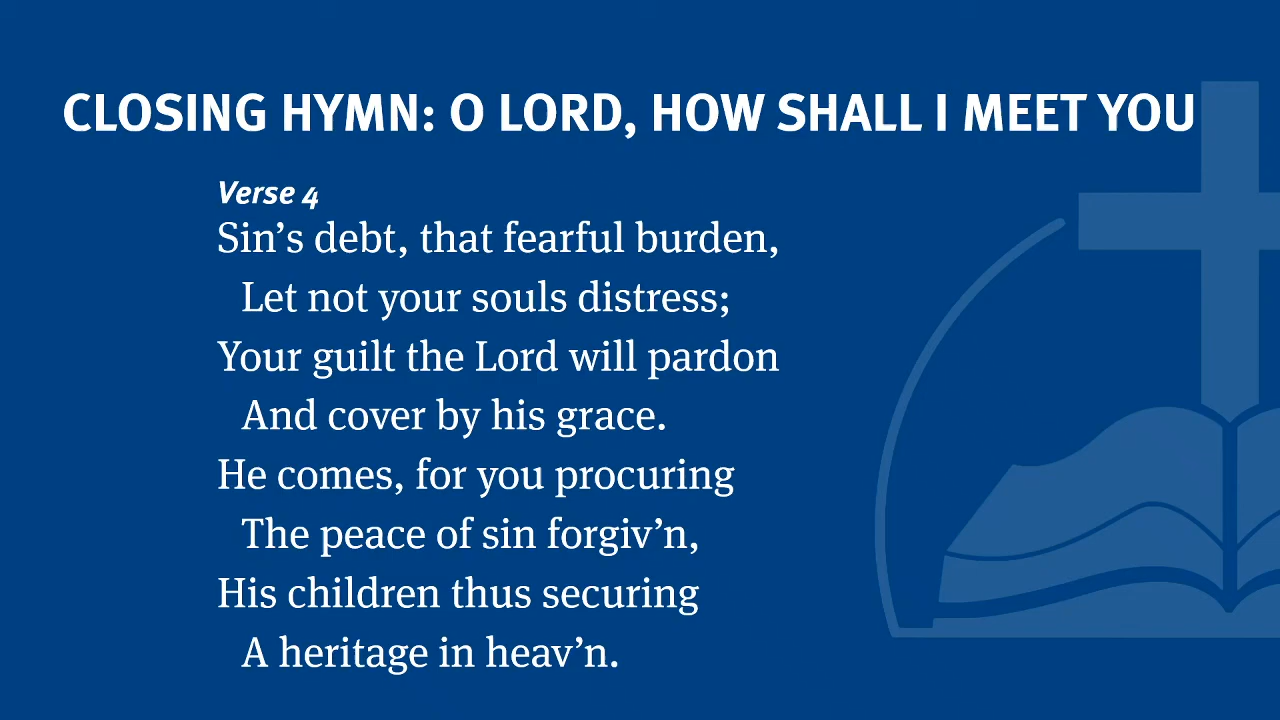 CLOSING HYMN: O LORD, HOW SHALL I MEET YOU
Verse 4
Sin’s debt, that fearful burden,
Let not your souls distress;
Your guilt the Lord will pardon
And cover by his grace.
He comes, for you procuring
The peace of sin forgiv’n,
His children thus securing
A heritage in heav’n.